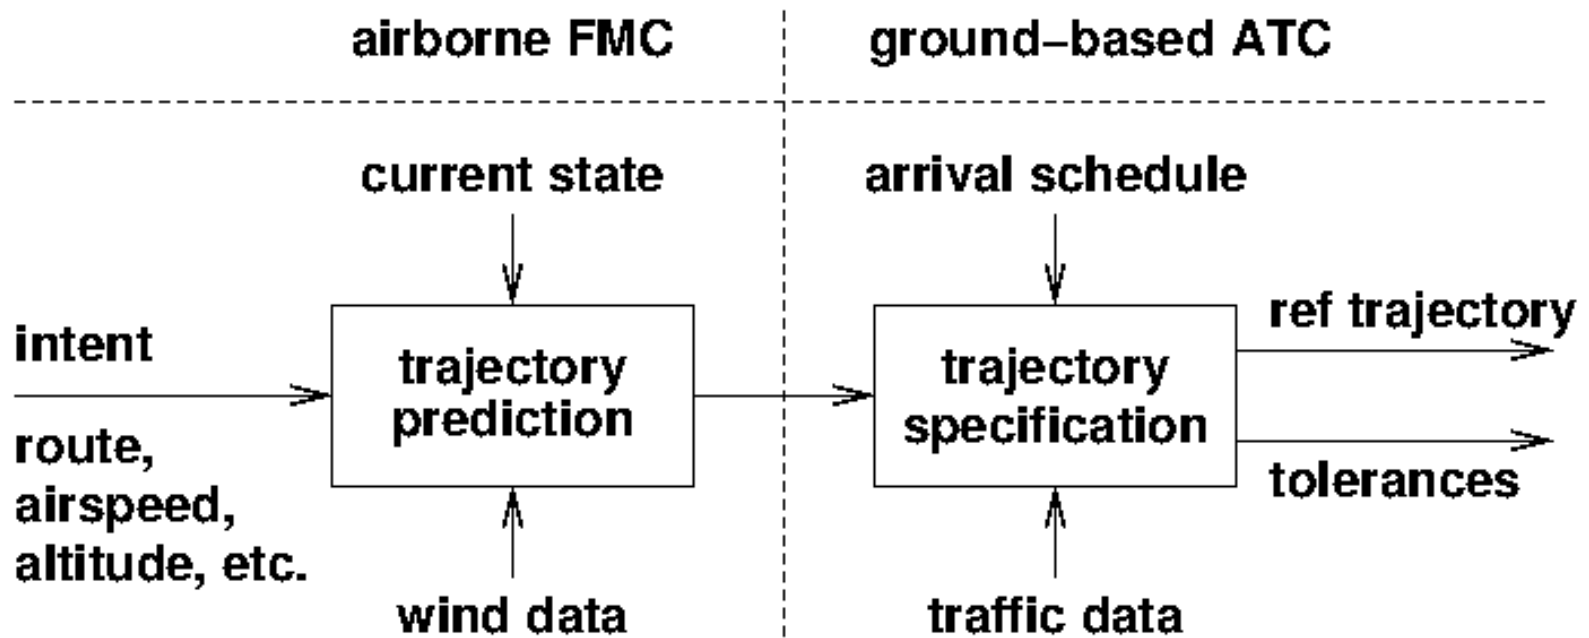 airborne FMC
ground−based ATC
current state
arrival schedule
intent
trajectory
prediction
trajectory
specification
ref trajectory
tolerances
route,
airspeed,
altitude, etc.
wind data
traffic data